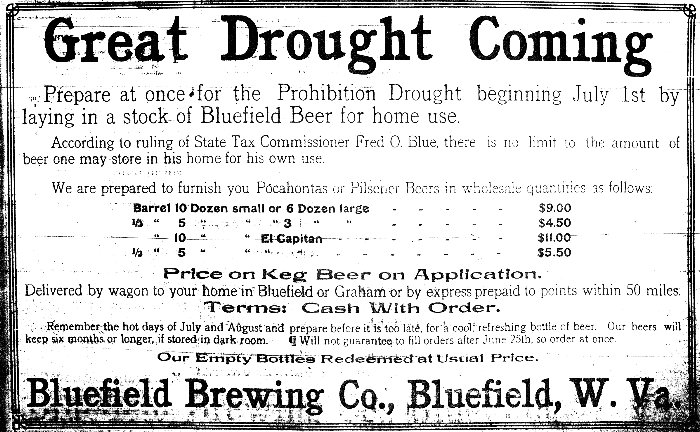 Great Drought Coming
Prepare at once for the Prohibition Drought beginning July 1st by
laying in a stock of Bluefield Beer for home use.
According to ruling of State Tax Commissioner Fred O. Blue, there is no limit to the amount of
beer one may store in his home for his own use.
We are prepared to furnish you Pocahontas or Pilsener Beers in wholesale quantities as follows:
Barrel 10 Dozen small or 6 Dozen large - - - - - $9.00
½ " 5 " " " 3 " " - - - - - $4.50
" 10 " " El Capitan - - - - - $11.00
½ " 5 " " " - - - - - $5.50
Price on Keg Beer on Application.
Delivered by wagon to your home in Bluefield or Graham or by express prepaid to points within 50 miles.
Terms: Cash With Order.
Remember the hot days of July and August and prepare before it is too late, for a cool, refreshing bottle of beer. Our beers will
keep six months or longer, if stored in dark room. ¶ Will not guarantee to fill orders after June 25th, so order at once.
Our Empty Bottles Redeemed at Usual Price.
Bluefield Brewing Co., Bluefield, W. Va.